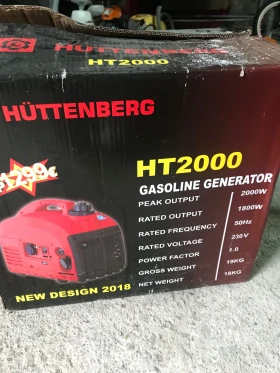 HÜTTENBERG
HT2000
HÜTTENBERG
1299€
HT2000
GASOLINE GENERATOR
PEAK OUTPUT 2000W
RATED OUTPUT 1800W
RATED FREQUENCY 50Hz
RATED VOLTAGE 230V
POWER FACTOR 1.0
GROSS WEIGHT 19KG
NET WEIGHT 18KG
NEW DESIGN 2018